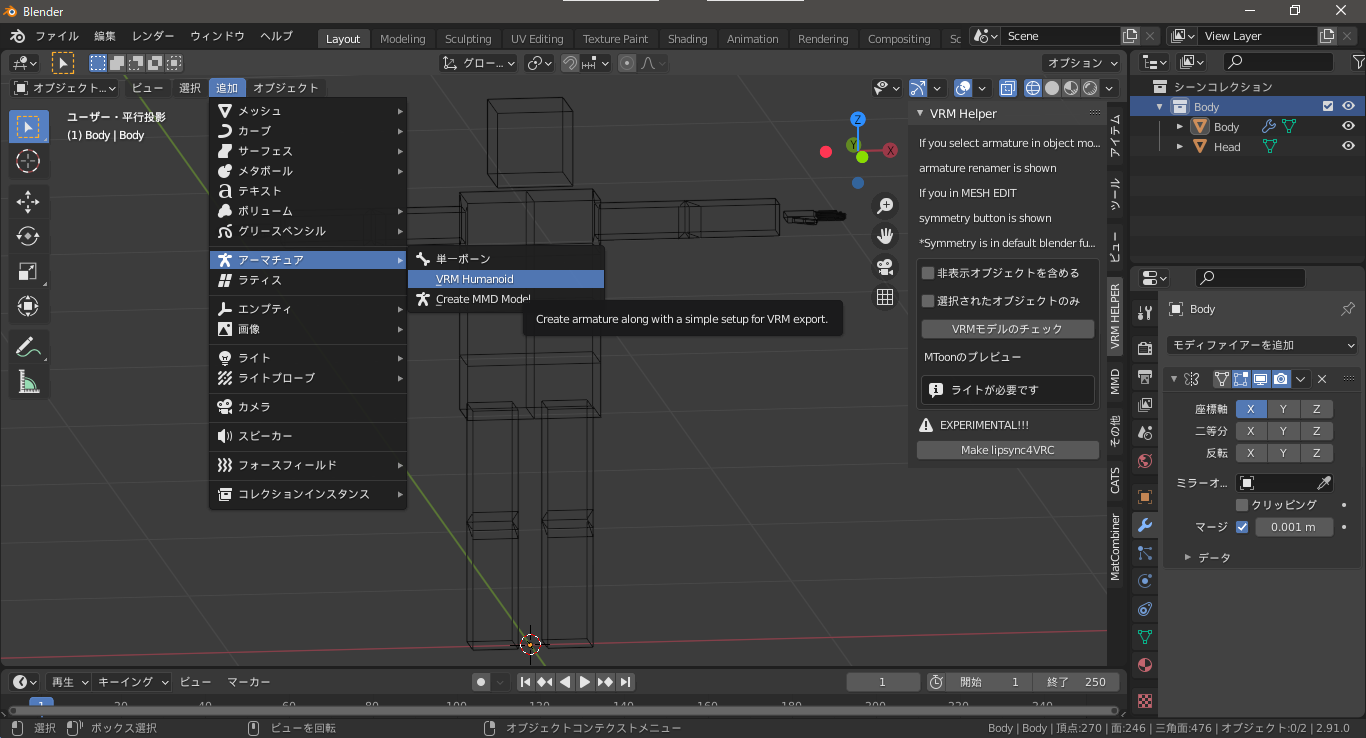 Blender
ファイル 編集 レンダー ウィンドウ ヘルプ Layout Modeling Sculpting UV Editing Texture Paint Shading Animation Rendering Compositing Sc Scene View Layer
グロー... オプション
オブジェクト... ビュー 選択 追加 オブジェクト
ユーザー・平行投影
(1) Body | Body
メッシュ
カーブ
サーフェス
メタボール
テキスト
ボリューム
グリースペンシル
アーマチュア
ラティス
エンプティ
画像
ライト
ライトプローブ
カメラ
スピーカー
フォースフィールド
コレクションインスタンス
単一ボーン
VRM Humanoid
Create MMD Model
Create armature along with a simple setup for VRM export.
Z
Y
X
VRM Helper
If you select armature in object mo...
armature renamer is shown
If you in MESH EDIT
symmetry button is shown
*Symmetry is in default blender fu...
非表示オブジェクトを含める
選択されたオブジェクトのみ
VRMモデルのチェック
MToonのプレビュー
ライトが必要です
EXPERIMENTAL!!!
Make lipsync4VRC
アイテム
ツール
ビュー
VRM HELPER
MMD
その他
CATS
MatCombiner
シーンコレクション
Body
Body
Head
Body
モディファイアーを追加
座標軸 X Y Z
二等分 X Y Z
反転 X Y Z
ミラーオ...
クリッピング
マージ 0.001 m
データ
再生 キーイング ビュー マーカー 1 開始 1 終了 250
1 20 40 60 80 100 120 140 160 180 200 220 240
選択 ボックス選択 ビューを回転 オブジェクトコンテクストメニュー Body | Body | 頂点:270 | 面:246 | 三角面:476 | オブジェクト:0/2 | 2.91.0